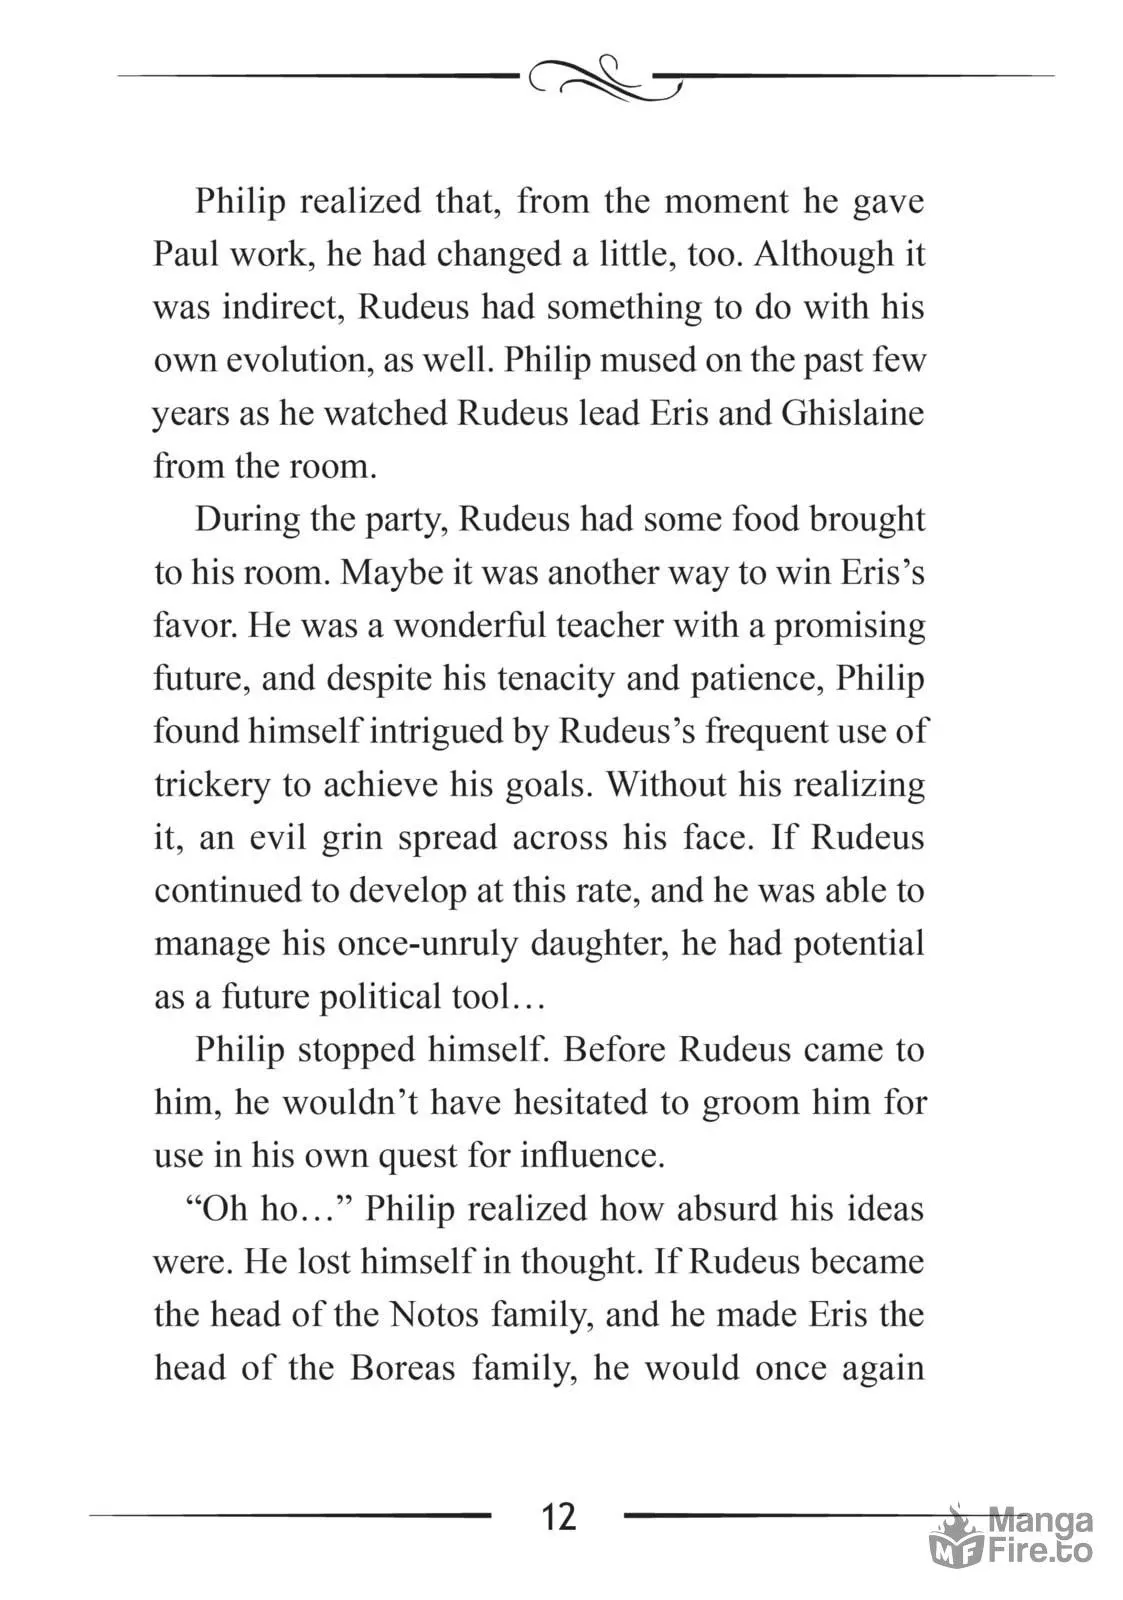 Philip realized that, from the moment he gave
Paul work, he had changed a little, too. Although it
was indirect, Rudeus had something to do with his
own evolution, as well. Philip mused on the past few
years as he watched Rudeus lead Eris and Ghislaine
from the room.
During the party, Rudeus had some food brought
to his room. Maybe it was another way to win Eris’s
favor. He was a wonderful teacher with a promising
future, and despite his tenacity and patience, Philip
found himself intrigued by Rudeus’s frequent use of
trickery to achieve his goals. Without his realizing
it, an evil grin spread across his face. If Rudeus
continued to develop at this rate, and he was able to
manage his once-unruly daughter, he had potential
as a future political tool…
Philip stopped himself. Before Rudeus came to
him, he wouldn’t have hesitated to groom him for
use in his own quest for influence.
“Oh ho…” Philip realized how absurd his ideas
were. He lost himself in thought. If Rudeus became
the head of the Notos family, and he made Eris the
head of the Boreas family, he would once again
12
MF
Manga
Fire.to